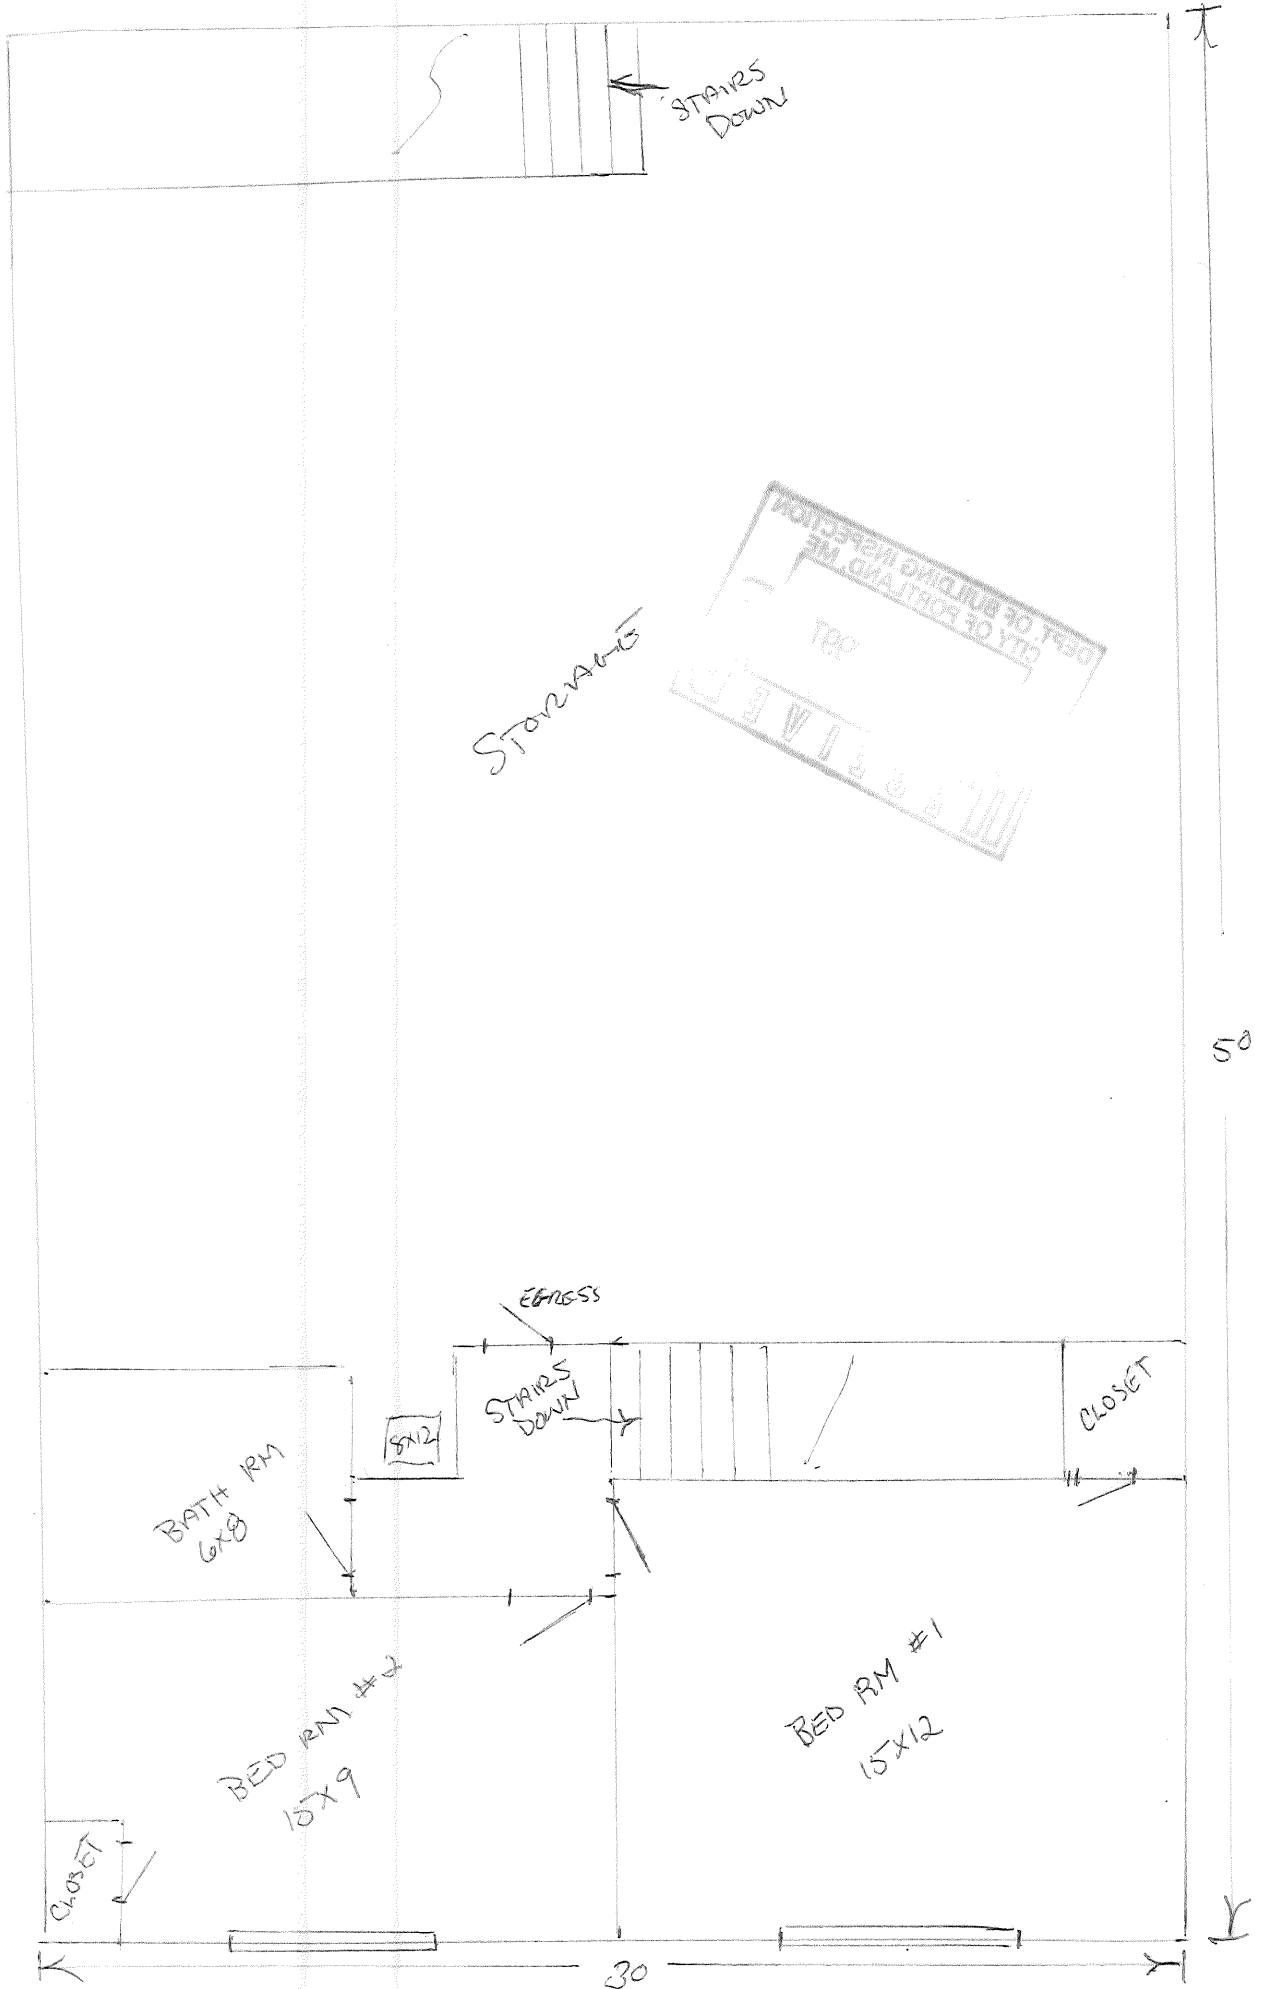 STAIRS
DOWN
DEPT. OF BUILDING INSPECTION
CITY OF PORTLAND, ME
STORAGE
50
EGRESS
STAIRS
DOWN
CLOSET
8X12
BATH RM
6X8
BED RM #1
15X12
BED RM #2
15X9
CLOSET
30